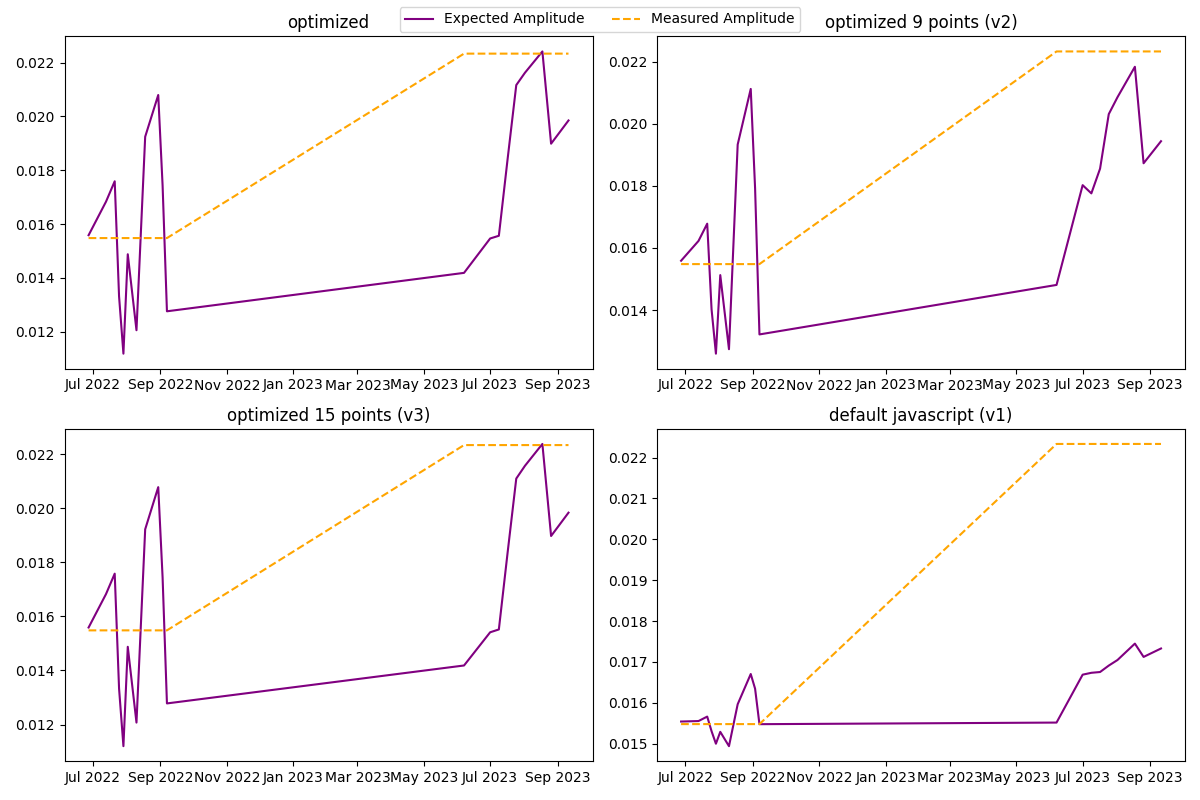 Expected Amplitude Measured Amplitude
optimized
0.022
0.020
0.018
0.016
0.014
0.012
Jul 2022 Sep 2022 Nov 2022 Jan 2023 Mar 2023 May 2023 Jul 2023 Sep 2023
optimized 9 points (v2)
0.022
0.020
0.018
0.016
0.014
Jul 2022 Sep 2022 Nov 2022 Jan 2023 Mar 2023 May 2023 Jul 2023 Sep 2023
optimized 15 points (v3)
0.022
0.020
0.018
0.016
0.014
0.012
Jul 2022 Sep 2022 Nov 2022 Jan 2023 Mar 2023 May 2023 Jul 2023 Sep 2023
default javascript (v1)
0.022
0.021
0.020
0.019
0.018
0.017
0.016
0.015
Jul 2022 Sep 2022 Nov 2022 Jan 2023 Mar 2023 May 2023 Jul 2023 Sep 2023